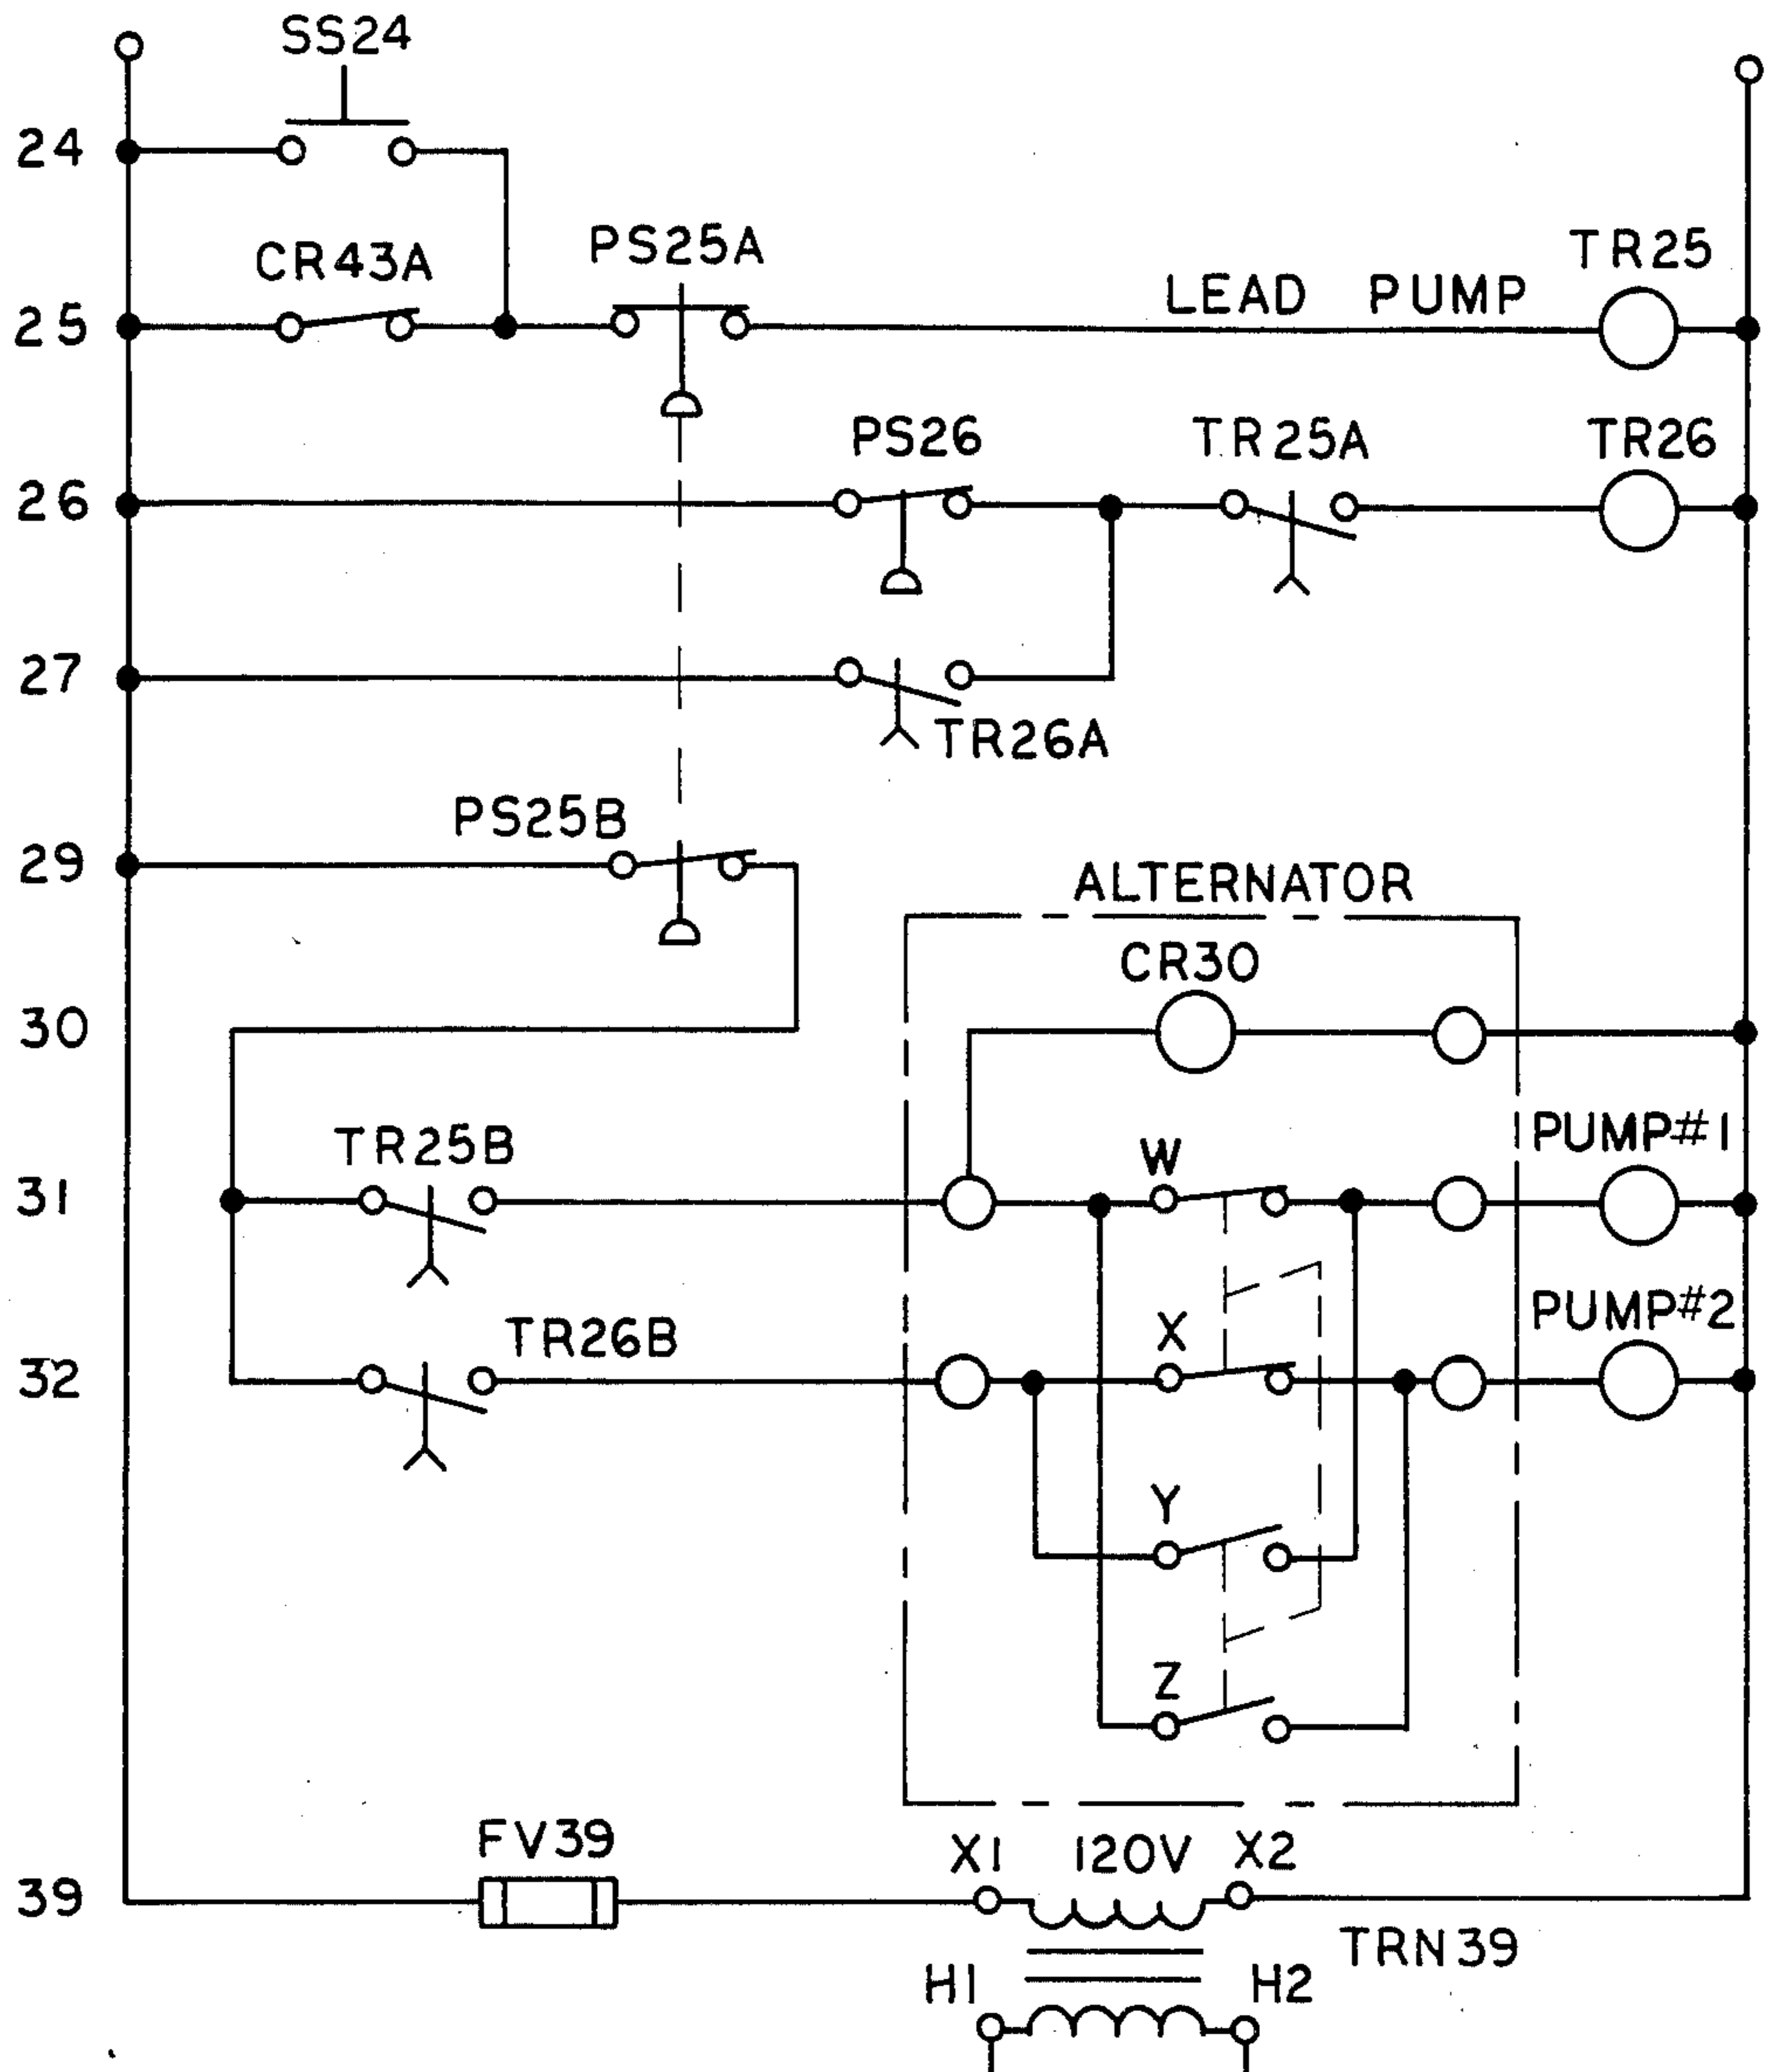 SS24
24
CR43A
PS25A
TR25
25
LEAD PUMP
PS26
TR25A
TR26
26
27
TR26A
PS25B
29
ALTERNATOR
CR30
30
TR25B
W
PUMP#1
31
TR26B
X
PUMP#2
32
Y
Z
FV39
X1 120V X2
39
TRN39
H1
H2